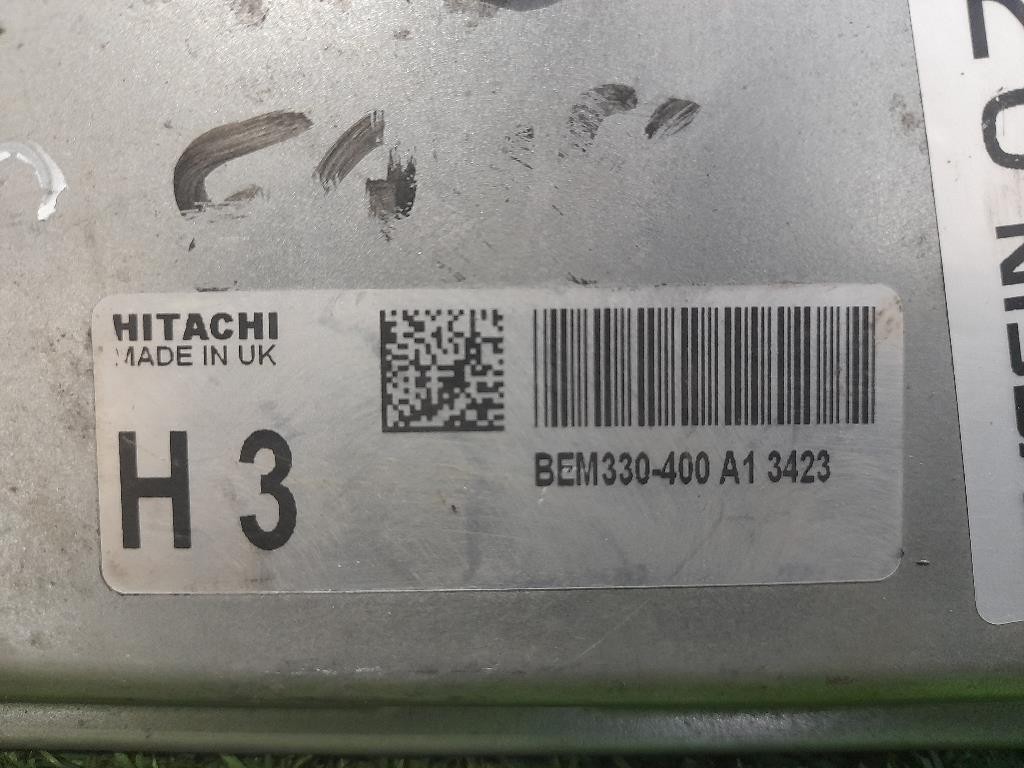 HITACHI
MADE IN UK
H 3
BEM330-400 A1 3423